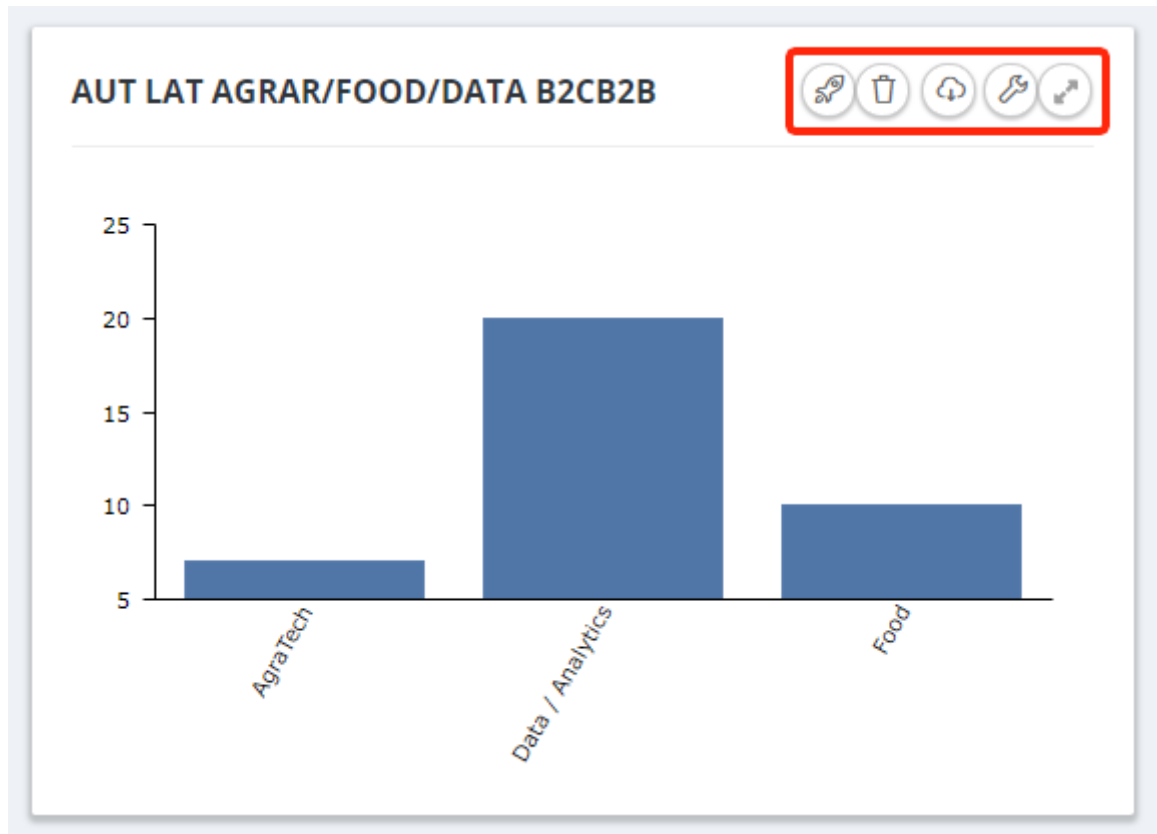 AUT LAT AGRAR/FOOD/DATA B2CB2B
25
20
15
10
5
AgraTech
Data / Analytics
Food